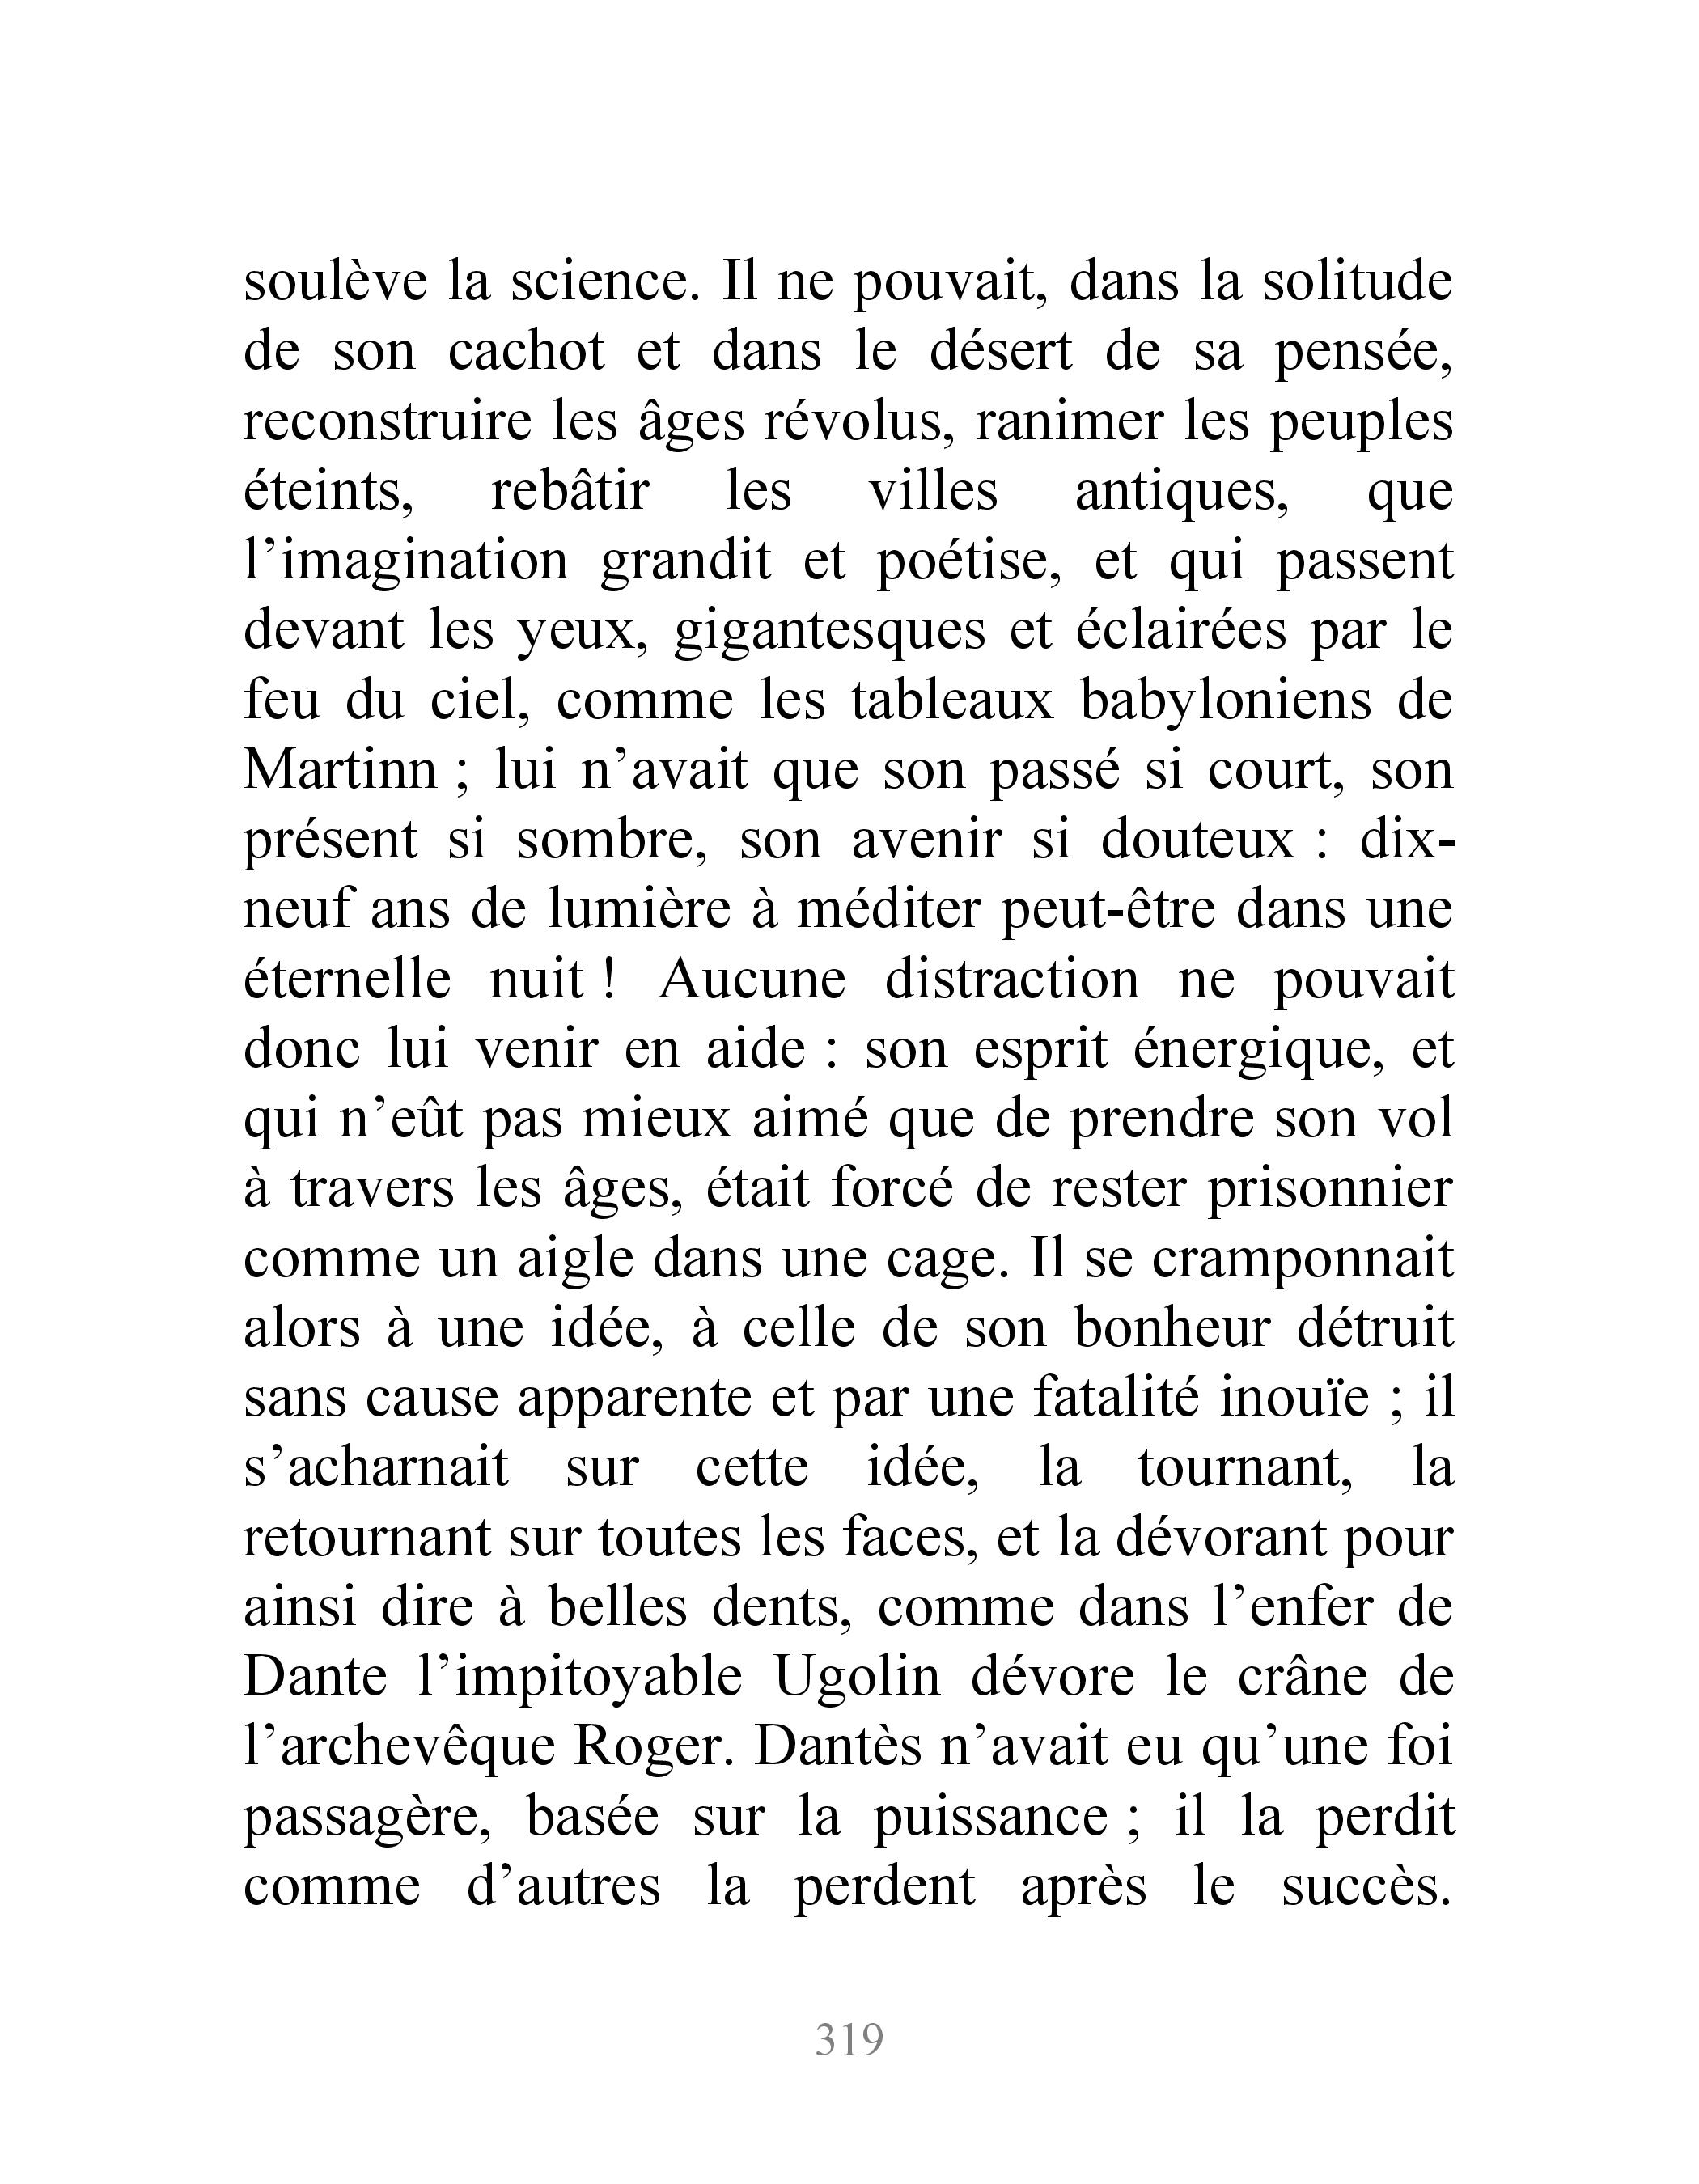 soulève la science. Il ne pouvait, dans la solitude
de son cachot et dans le désert de sa pensée,
reconstruire les âges révolus, ranimer les peuples
éteints, rebâtir les villes antiques, que
l’imagination grandit et poétise, et qui passent
devant les yeux, gigantesques et éclairées par le
feu du ciel, comme les tableaux babyloniens de
Martinn ; lui n’avait que son passé si court, son
présent si sombre, son avenir si douteux : dix-
neuf ans de lumière à méditer peut-être dans une
éternelle nuit ! Aucune distraction ne pouvait
donc lui venir en aide : son esprit énergique, et
qui n’eût pas mieux aimé que de prendre son vol
à travers les âges, était forcé de rester prisonnier
comme un aigle dans une cage. Il se cramponnait
alors à une idée, à celle de son bonheur détruit
sans cause apparente et par une fatalité inouïe ; il
s’acharnait sur cette idée, la tournant, la
retournant sur toutes les faces, et la dévorant pour
ainsi dire à belles dents, comme dans l’enfer de
Dante l’impitoyable Ugolin dévore le crâne de
l’archevêque Roger. Dantès n’avait eu qu’une foi
passagère, basée sur la puissance ; il la perdit
comme d’autres la perdent après le succès.
319